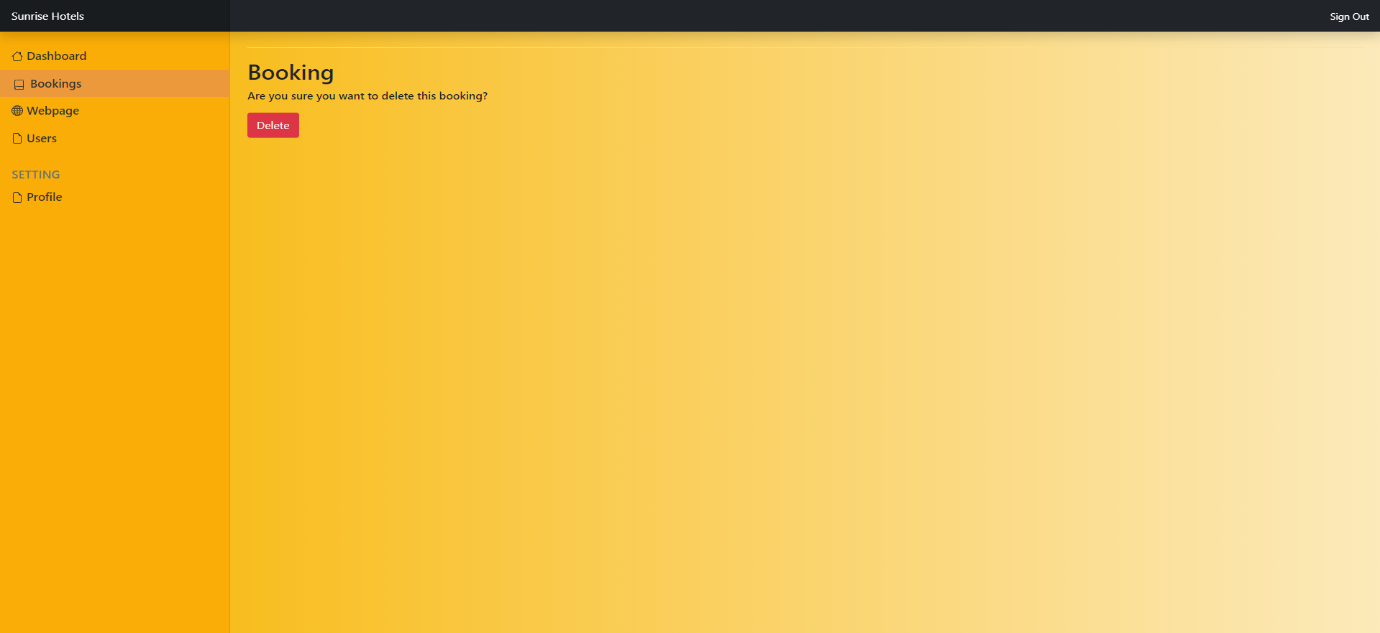 Sunrise Hotels
Sign Out
Dashboard
Bookings
Webpage
Users
SETTING
Profile
Booking
Are you sure you want to delete this booking?
Delete